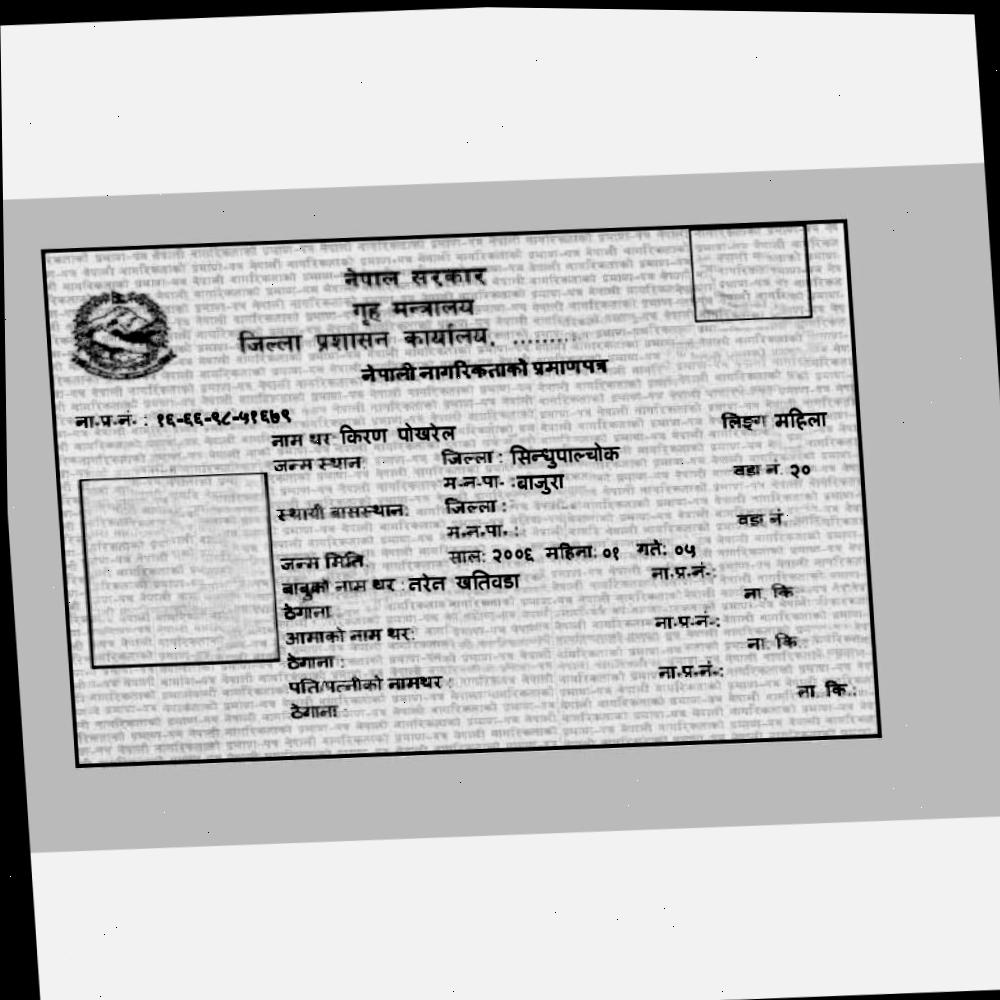 नेपाल सरकार
गृह मन्त्रालय
जिल्ला प्रशासन कार्यालय, .........
नेपाली नागरिकताको प्रमाणपत्र
ना.प्र.नं. : १६-६६-९८-५१६७९
लिङ्ग महिला
नाम थर किरण पोखरेल
जन्म स्थान: जिल्ला : सिन्धुपाल्चोक वडा नं. २०
म.न.पा. : बाजुरा
स्थायी बासस्थान: जिल्ला : वडा नं.
म.न.पा. :
जन्म मिति: साल: २००६ महिना: ०१ गते: ०५
बाबुको नाम थर : नरेन खतिवडा ना.प्र.नं.:
ठेगाना: ना. कि.
आमाको नाम थर: ना.प्र.नं.:
ठेगाना : ना. कि.:
पति/पत्नीको नामथर : ना.प्र.नं.:
ठेगाना : ना. कि.: